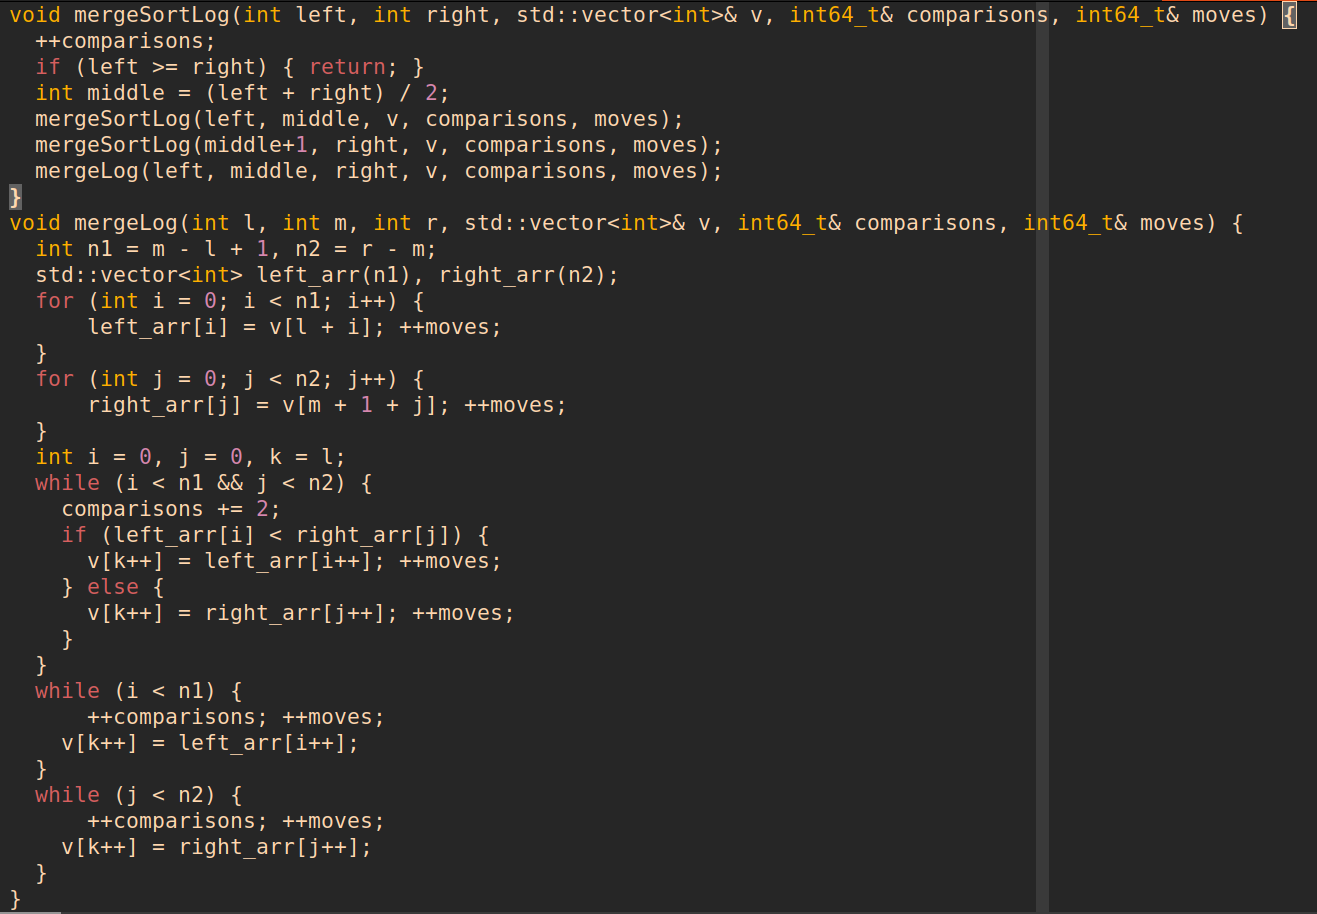 void mergeSortLog(int left, int right, std::vector<int>& v, int64_t& comparisons, int64_t& moves) {
  ++comparisons;
  if (left >= right) { return; }
  int middle = (left + right) / 2;
  mergeSortLog(left, middle, v, comparisons, moves);
  mergeSortLog(middle+1, right, v, comparisons, moves);
  mergeLog(left, middle, right, v, comparisons, moves);
}
void mergeLog(int l, int m, int r, std::vector<int>& v, int64_t& comparisons, int64_t& moves) {
  int n1 = m - l + 1, n2 = r - m;
  std::vector<int> left_arr(n1), right_arr(n2);
  for (int i = 0; i < n1; i++) {
      left_arr[i] = v[l + i]; ++moves;
  }
  for (int j = 0; j < n2; j++) {
      right_arr[j] = v[m + 1 + j]; ++moves;
  }
  int i = 0, j = 0, k = l;
  while (i < n1 && j < n2) {
    comparisons += 2;
    if (left_arr[i] < right_arr[j]) {
      v[k++] = left_arr[i++]; ++moves;
    } else {
      v[k++] = right_arr[j++]; ++moves;
    }
  }
  while (i < n1) {
      ++comparisons; ++moves;
    v[k++] = left_arr[i++];
  }
  while (j < n2) {
      ++comparisons; ++moves;
    v[k++] = right_arr[j++];
  }
}